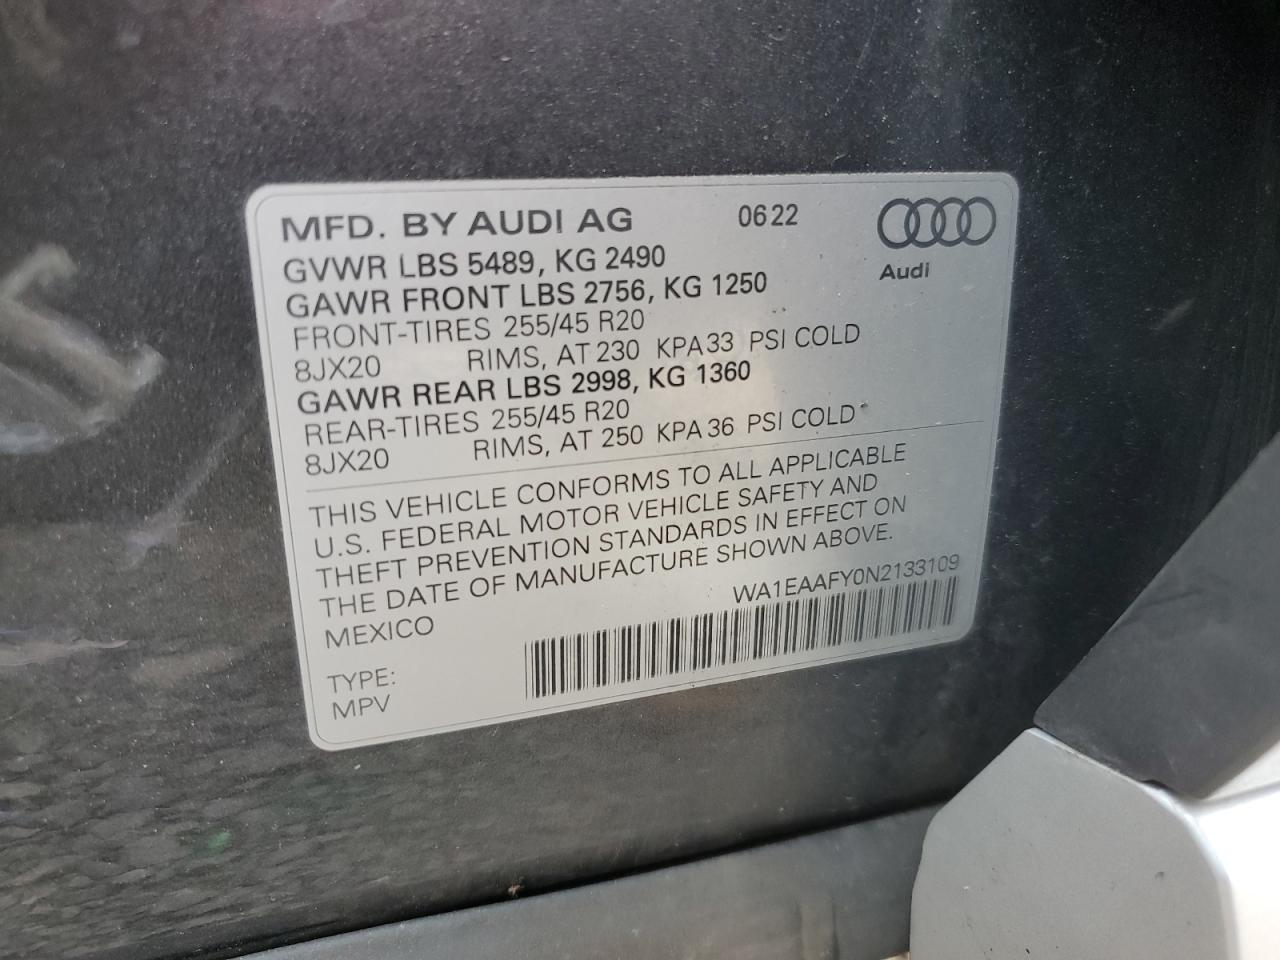 MFD. BY AUDI AG 0622
Audi
GVWR LBS 5489, KG 2490
GAWR FRONT LBS 2756, KG 1250
FRONT-TIRES 255/45 R20
8JX20 RIMS, AT 230 KPA 33 PSI COLD
GAWR REAR LBS 2998, KG 1360
REAR-TIRES 255/45 R20
8JX20 RIMS, AT 250 KPA 36 PSI COLD
THIS VEHICLE CONFORMS TO ALL APPLICABLE
U.S. FEDERAL MOTOR VEHICLE SAFETY AND
THEFT PREVENTION STANDARDS IN EFFECT ON
THE DATE OF MANUFACTURE SHOWN ABOVE.
MEXICO WA1EAAFY0N2133109
TYPE:
MPV